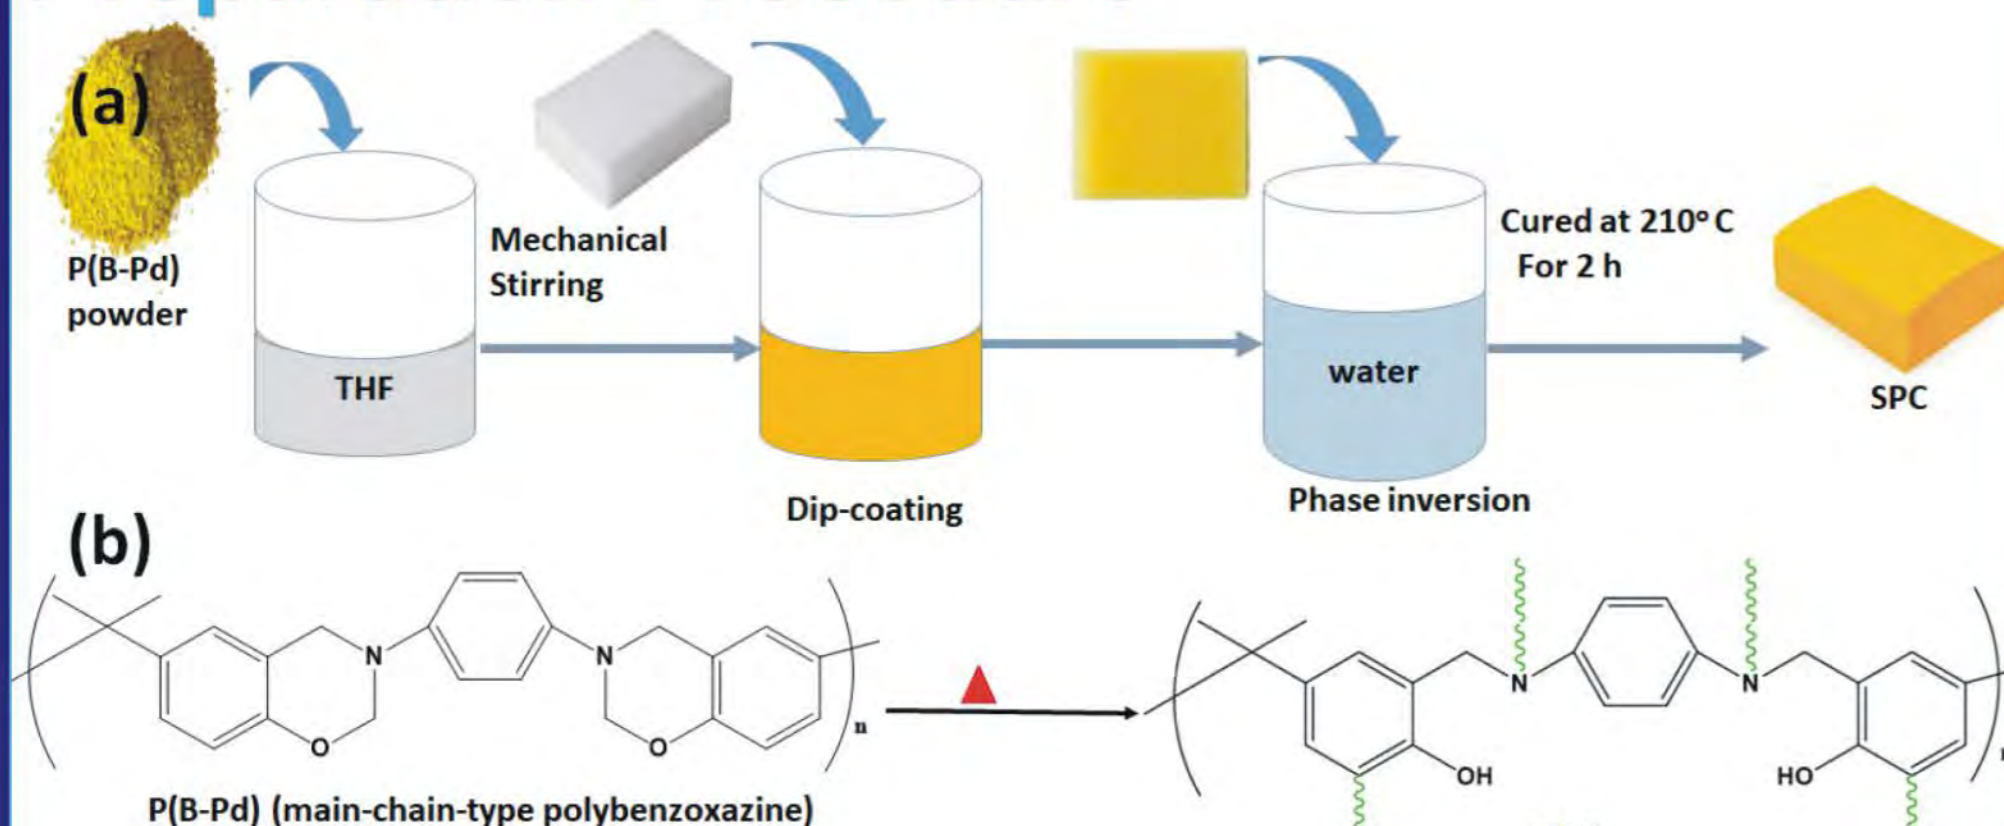 (a)
P(B-Pd)
powder
THF
Mechanical
Stirring
Dip-coating
water
Phase inversion
Cured at 210° C
For 2 h
SPC
(b)
N
N
O
O
n
P(B-Pd) (main-chain-type polybenzoxazine)
N
N
OH
HO